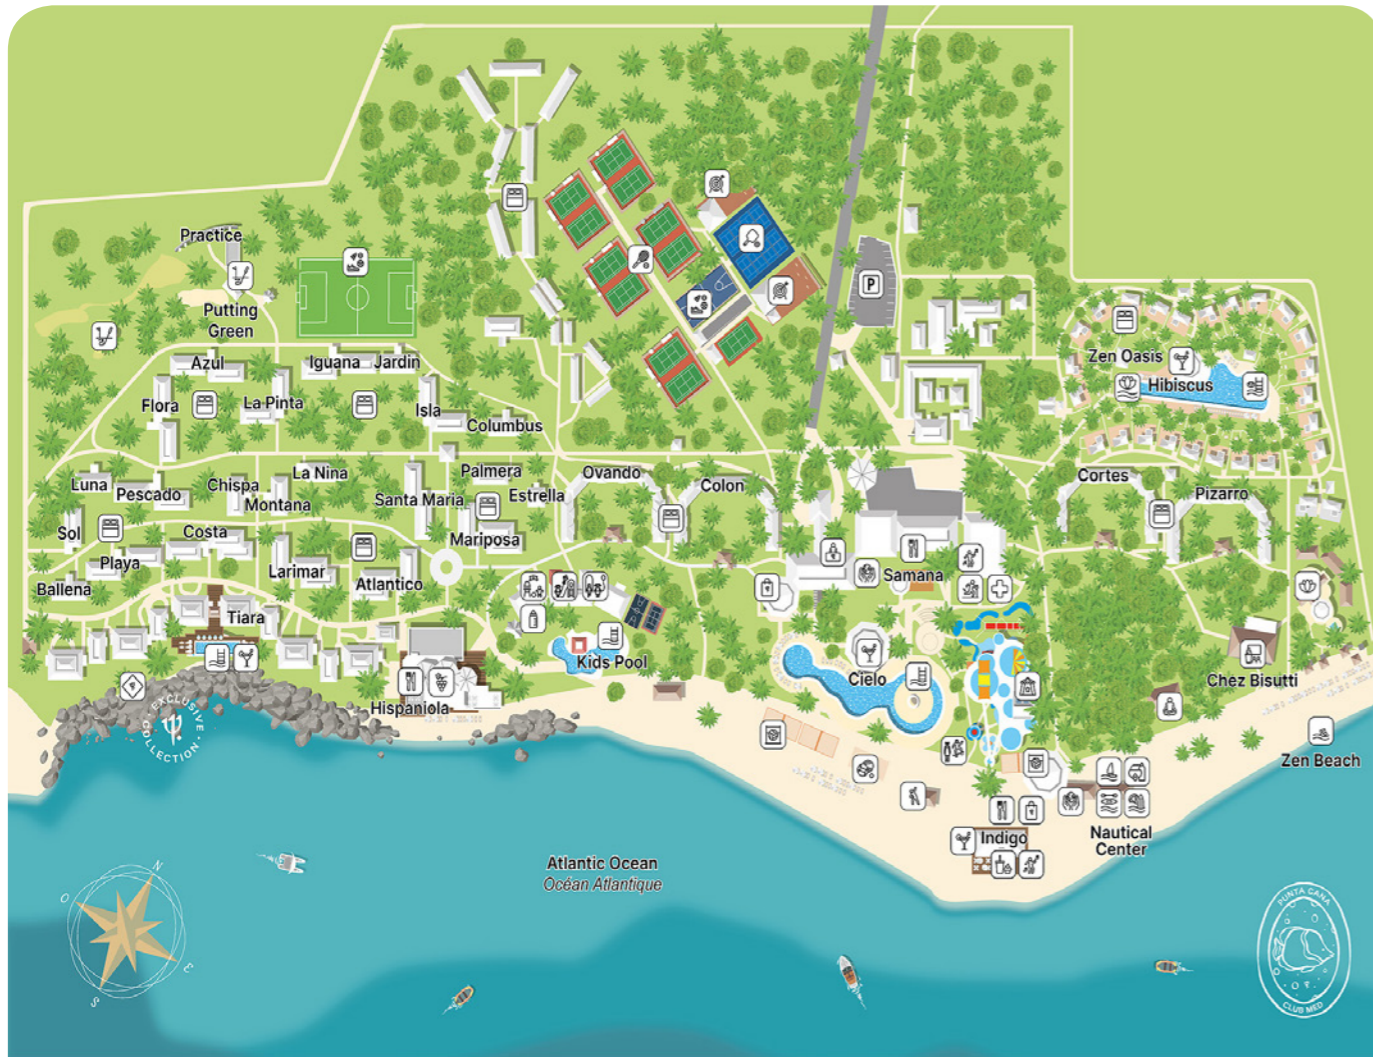 Practice
Putting
Green
P
Azul
Iguana
Jardin
Zen Oasis
Hibiscus
Flora
La Pinta
Isla
Columbus
Luna
Pescado
Chispa
Montana
La Nina
Santa Maria
Palmera
Estrella
Ovando
Colon
Cortes
Pizarro
Sol
Costa
Mariposa
Playa
Larimar
Atlantico
Samana
Ballena
Tiara
Kids Pool
Cielo
Chez Bisutti
Hispaniola
EXCLUSIVE
COLLECTION
Zen Beach
Indigo
Nautical
Center
Atlantic Ocean
Océan Atlantique
N
O
E
S
PUNTA CANA
CLUB MED